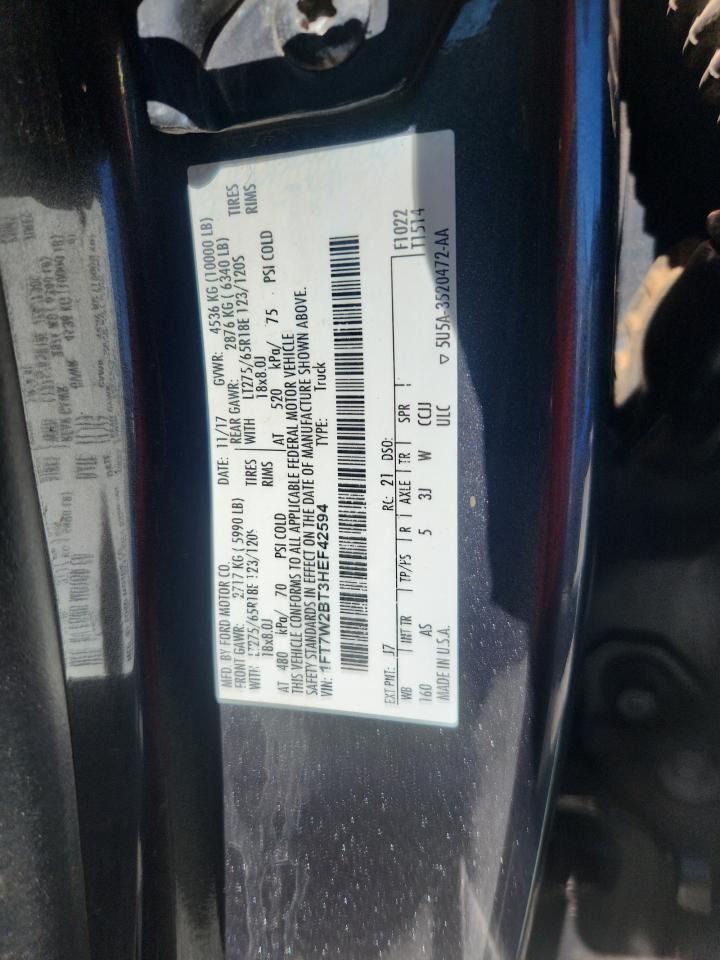 MFD. BY FORD MOTOR CO.
DATE: 11/17 GVWR: 4536 KG (10000 LB)
FRONT GAWR: 2717 KG ( 5990 LB) REAR GAWR: 2876 KG ( 6340 LB)
WITH LT275/65R18E 123/120S TIRES WITH LT275/65R18E 123/120S TIRES
18x8.0J RIMS 18x8.0J RIMS
AT 480 kPa/ 70 PSI COLD AT 520 kPa/ 75 PSI COLD
THIS VEHICLE CONFORMS TO ALL APPLICABLE FEDERAL MOTOR VEHICLE
SAFETY STANDARDS IN EFFECT ON THE DATE OF MANUFACTURE SHOWN ABOVE.
VIN: 1FT7W2BT3HEF42594 TYPE: Truck
F1022
EXT PNT: J7 RC: 21 DSO: T1514
WB INT TR TP/PS R AXLE TR SPR
160 AS 5 3J W CCJJ
MADE IN U.S.A. ULC ▽ 5U5A-3520472-AA